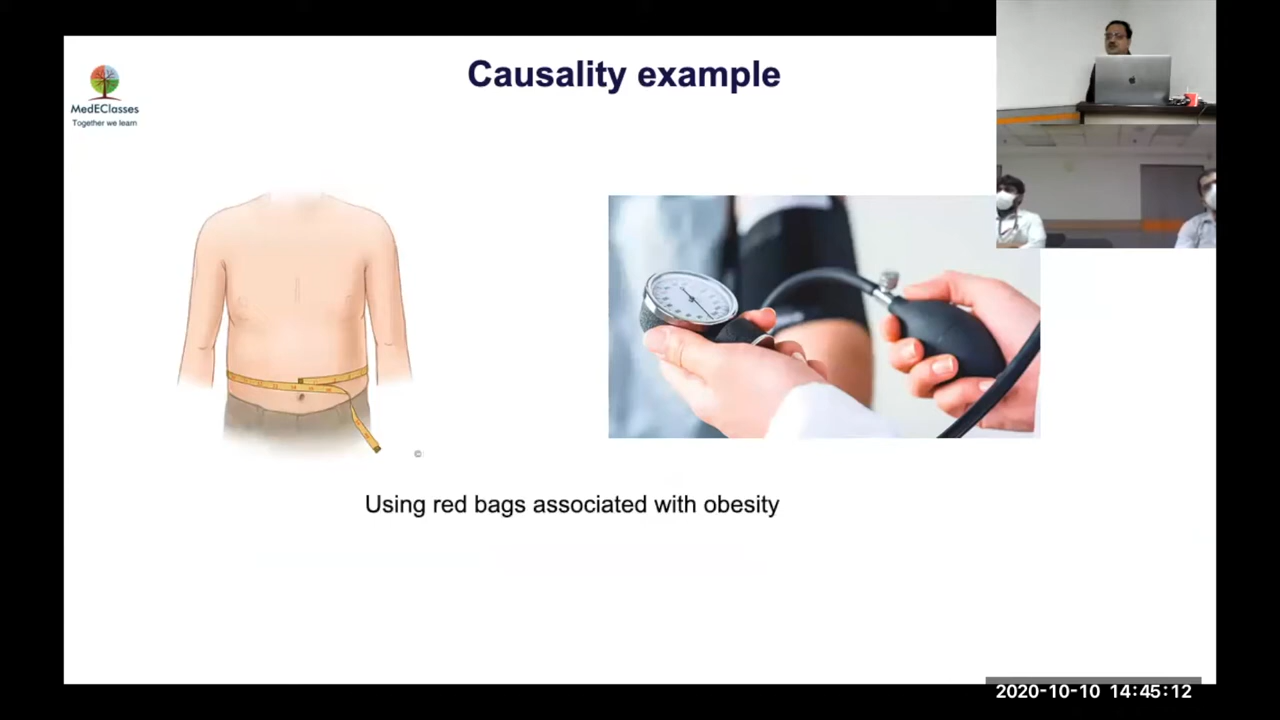 Causality example
MedEClasses
Together we learn
©
Using red bags associated with obesity
2020-10-10 14:45:12